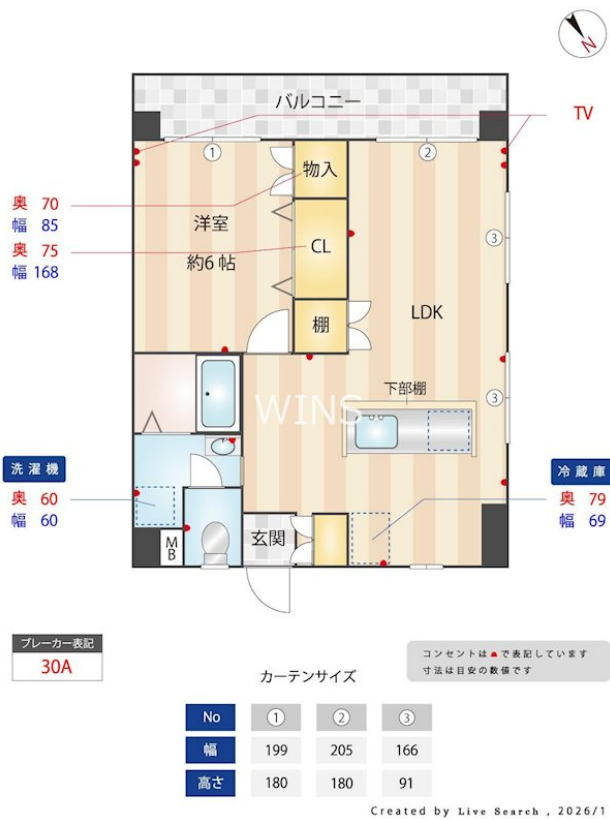 N
バルコニー
TV
①
②
物入
奥 70
幅 85
洋室
奥 75
幅 168
約6 帖
CL
③
LDK
棚
下部棚
WINS
③
洗濯機
冷蔵庫
奥 60
幅 60
奥 79
幅 69
玄関
MB
ブレーカー表記
30A
コンセントは▲で表記しています
寸法は目安の数値です
カーテンサイズ
No ① ② ③
幅 199 205 166
高さ 180 180 91
Created by Live Search , 2026/1